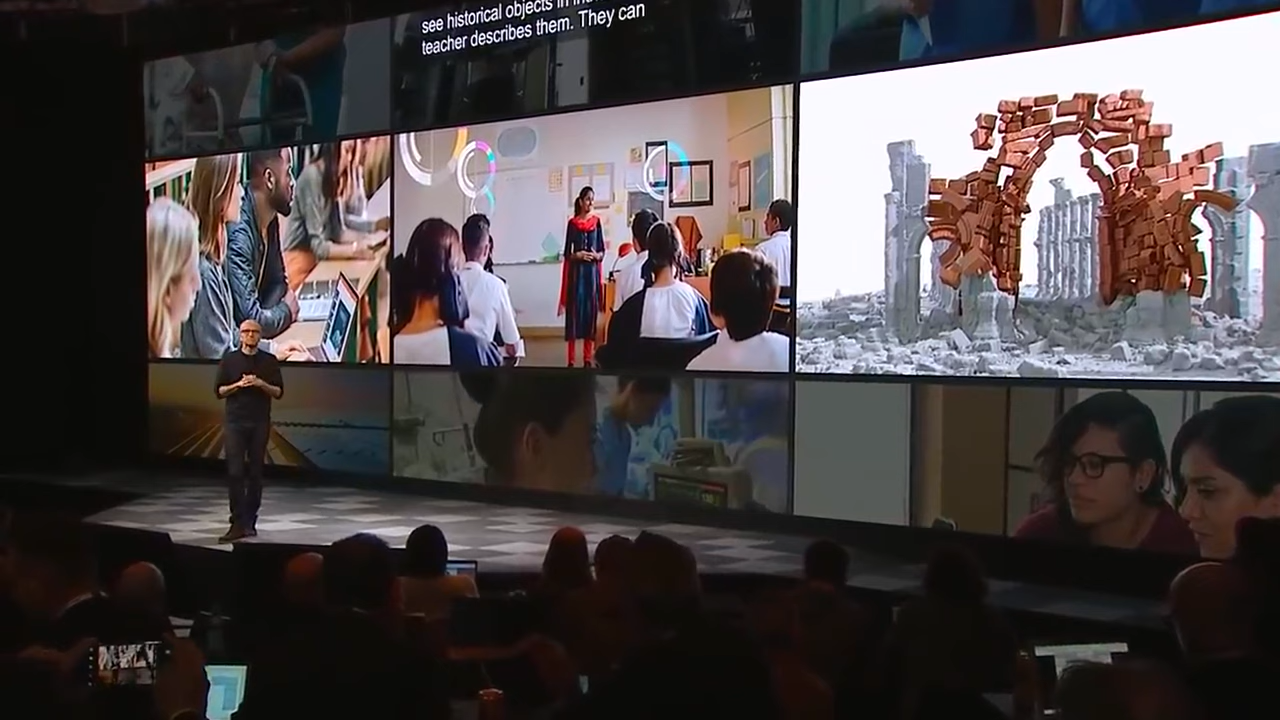 see historical objects in
teacher describes them. They can